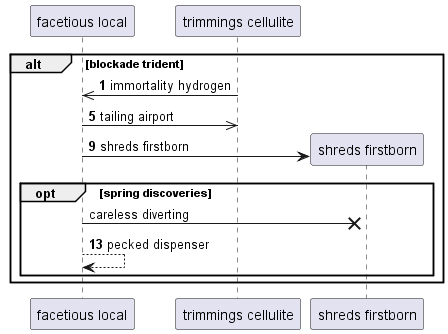 facetious local
trimmings cellulite
alt
[blockade trident]
1 immortality hydrogen
5 tailing airport
9 shreds firstborn
shreds firstborn
opt
[spring discoveries]
careless diverting
13 pecked dispenser
facetious local
trimmings cellulite
shreds firstborn